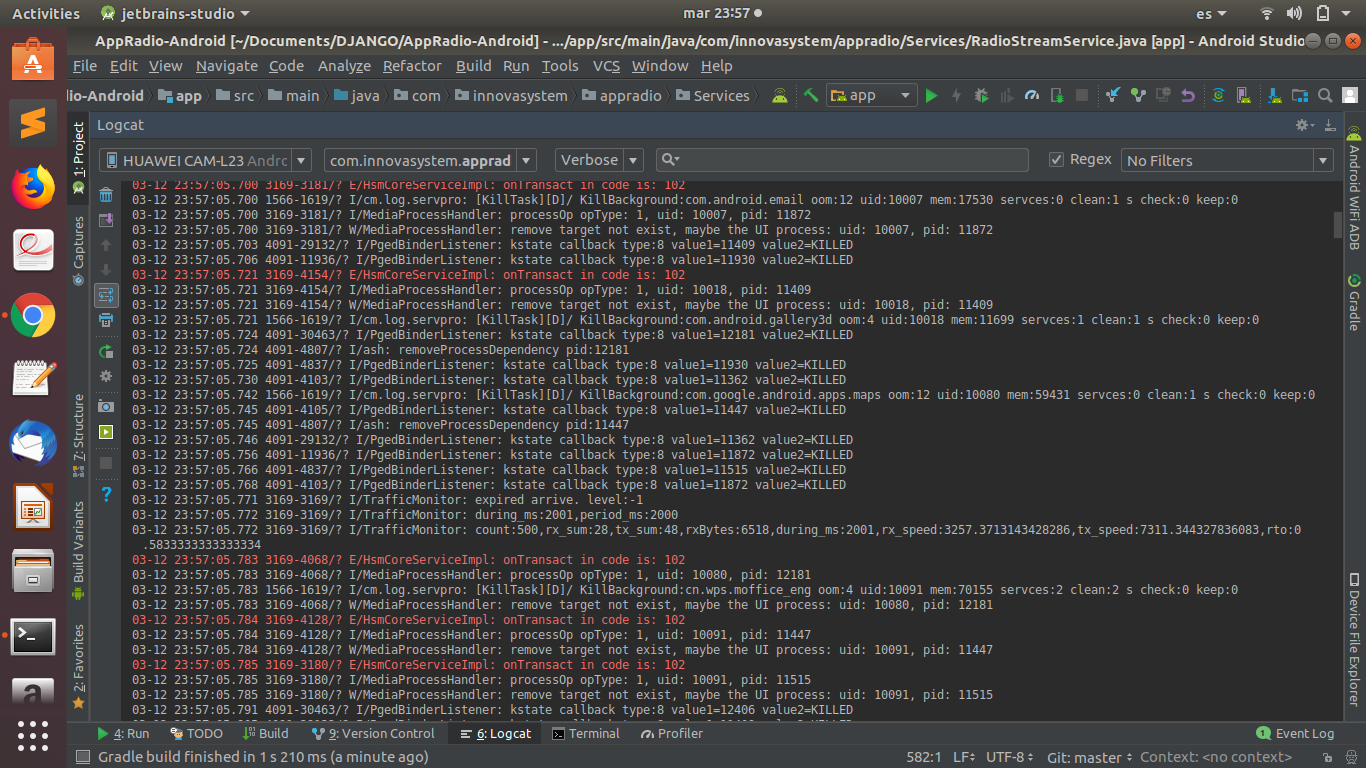 Activities
jetbrains-studio
mar 23:57
es
AppRadio-Android [~/Documents/DJANGO/AppRadio-Android] - .../app/src/main/java/com/innovasystem/appradio/Services/RadioStreamService.java [app] - Android Studio
File Edit View Navigate Code Analyze Refactor Build Run Tools VCS Window Help
dio-Android app src main java com innovasystem appradio Services
app
Logcat
HUAWEI CAM-L23 Andrc
com.innovasystem.apprad
Verbose
Regex
No Filters
03-12 23:57:05.700 3169-3181/? E/HsmCoreServiceImpl: onTransact in code is: 102
03-12 23:57:05.700 1566-1619/? I/cm.log.servpro: [KillTask][D]/ KillBackground:com.android.email oom:12 uid:10007 mem:17530 servces:0 clean:1 s check:0 keep:0
03-12 23:57:05.700 3169-3181/? I/MediaProcessHandler: processOp opType: 1, uid: 10007, pid: 11872
03-12 23:57:05.700 3169-3181/? W/MediaProcessHandler: remove target not exist, maybe the UI process: uid: 10007, pid: 11872
03-12 23:57:05.703 4091-29132/? I/PgedBinderListener: kstate callback type:8 value1=11409 value2=KILLED
03-12 23:57:05.706 4091-11936/? I/PgedBinderListener: kstate callback type:8 value1=11930 value2=KILLED
03-12 23:57:05.721 3169-4154/? E/HsmCoreServiceImpl: onTransact in code is: 102
03-12 23:57:05.721 3169-4154/? I/MediaProcessHandler: processOp opType: 1, uid: 10018, pid: 11409
03-12 23:57:05.721 3169-4154/? W/MediaProcessHandler: remove target not exist, maybe the UI process: uid: 10018, pid: 11409
03-12 23:57:05.721 1566-1619/? I/cm.log.servpro: [KillTask][D]/ KillBackground:com.android.gallery3d oom:4 uid:10018 mem:11699 servces:1 clean:1 s check:0 keep:0
03-12 23:57:05.724 4091-30463/? I/PgedBinderListener: kstate callback type:8 value1=12181 value2=KILLED
03-12 23:57:05.724 4091-4807/? I/ash: removeProcessDependency pid:12181
03-12 23:57:05.725 4091-4837/? I/PgedBinderListener: kstate callback type:8 value1=11930 value2=KILLED
03-12 23:57:05.730 4091-4103/? I/PgedBinderListener: kstate callback type:8 value1=11362 value2=KILLED
03-12 23:57:05.742 1566-1619/? I/cm.log.servpro: [KillTask][D]/ KillBackground:com.google.android.apps.maps oom:12 uid:10080 mem:59431 servces:0 clean:1 s check:0 keep:0
03-12 23:57:05.745 4091-4105/? I/PgedBinderListener: kstate callback type:8 value1=11447 value2=KILLED
03-12 23:57:05.745 4091-4807/? I/ash: removeProcessDependency pid:11447
03-12 23:57:05.746 4091-29132/? I/PgedBinderListener: kstate callback type:8 value1=11362 value2=KILLED
03-12 23:57:05.756 4091-11936/? I/PgedBinderListener: kstate callback type:8 value1=11872 value2=KILLED
03-12 23:57:05.766 4091-4837/? I/PgedBinderListener: kstate callback type:8 value1=11515 value2=KILLED
03-12 23:57:05.768 4091-4103/? I/PgedBinderListener: kstate callback type:8 value1=11872 value2=KILLED
03-12 23:57:05.771 3169-3169/? I/TrafficMonitor: expired arrive. level:-1
03-12 23:57:05.772 3169-3169/? I/TrafficMonitor: during_ms:2001,period_ms:2000
03-12 23:57:05.772 3169-3169/? I/TrafficMonitor: count:500,rx_sum:28,tx_sum:48,rxBytes:6518,during_ms:2001,rx_speed:3257.3713143428286,tx_speed:7311.344327836083,rto:0
.5833333333333334
03-12 23:57:05.783 3169-4068/? E/HsmCoreServiceImpl: onTransact in code is: 102
03-12 23:57:05.783 3169-4068/? I/MediaProcessHandler: processOp opType: 1, uid: 10080, pid: 12181
03-12 23:57:05.783 1566-1619/? I/cm.log.servpro: [KillTask][D]/ KillBackground:cn.wps.moffice_eng oom:4 uid:10091 mem:70155 servces:2 clean:2 s check:0 keep:0
03-12 23:57:05.783 3169-4068/? W/MediaProcessHandler: remove target not exist, maybe the UI process: uid: 10080, pid: 12181
03-12 23:57:05.784 3169-4128/? E/HsmCoreServiceImpl: onTransact in code is: 102
03-12 23:57:05.784 3169-4128/? I/MediaProcessHandler: processOp opType: 1, uid: 10091, pid: 11447
03-12 23:57:05.784 3169-4128/? W/MediaProcessHandler: remove target not exist, maybe the UI process: uid: 10091, pid: 11447
03-12 23:57:05.785 3169-3180/? E/HsmCoreServiceImpl: onTransact in code is: 102
03-12 23:57:05.785 3169-3180/? I/MediaProcessHandler: processOp opType: 1, uid: 10091, pid: 11515
03-12 23:57:05.785 3169-3180/? W/MediaProcessHandler: remove target not exist, maybe the UI process: uid: 10091, pid: 11515
03-12 23:57:05.791 4091-30463/? I/PgedBinderListener: kstate callback type:8 value1=12406 value2=KILLED
1: Project
Captures
7: Structure
Build Variants
2: Favorites
Android WiFi ADB
Gradle
Device File Explorer
4: Run TODO Build 9: Version Control 6: Logcat Terminal Profiler
1 Event Log
Gradle build finished in 1 s 210 ms (a minute ago)
582:1 LF UTF-8 Git: master Context: <no context>